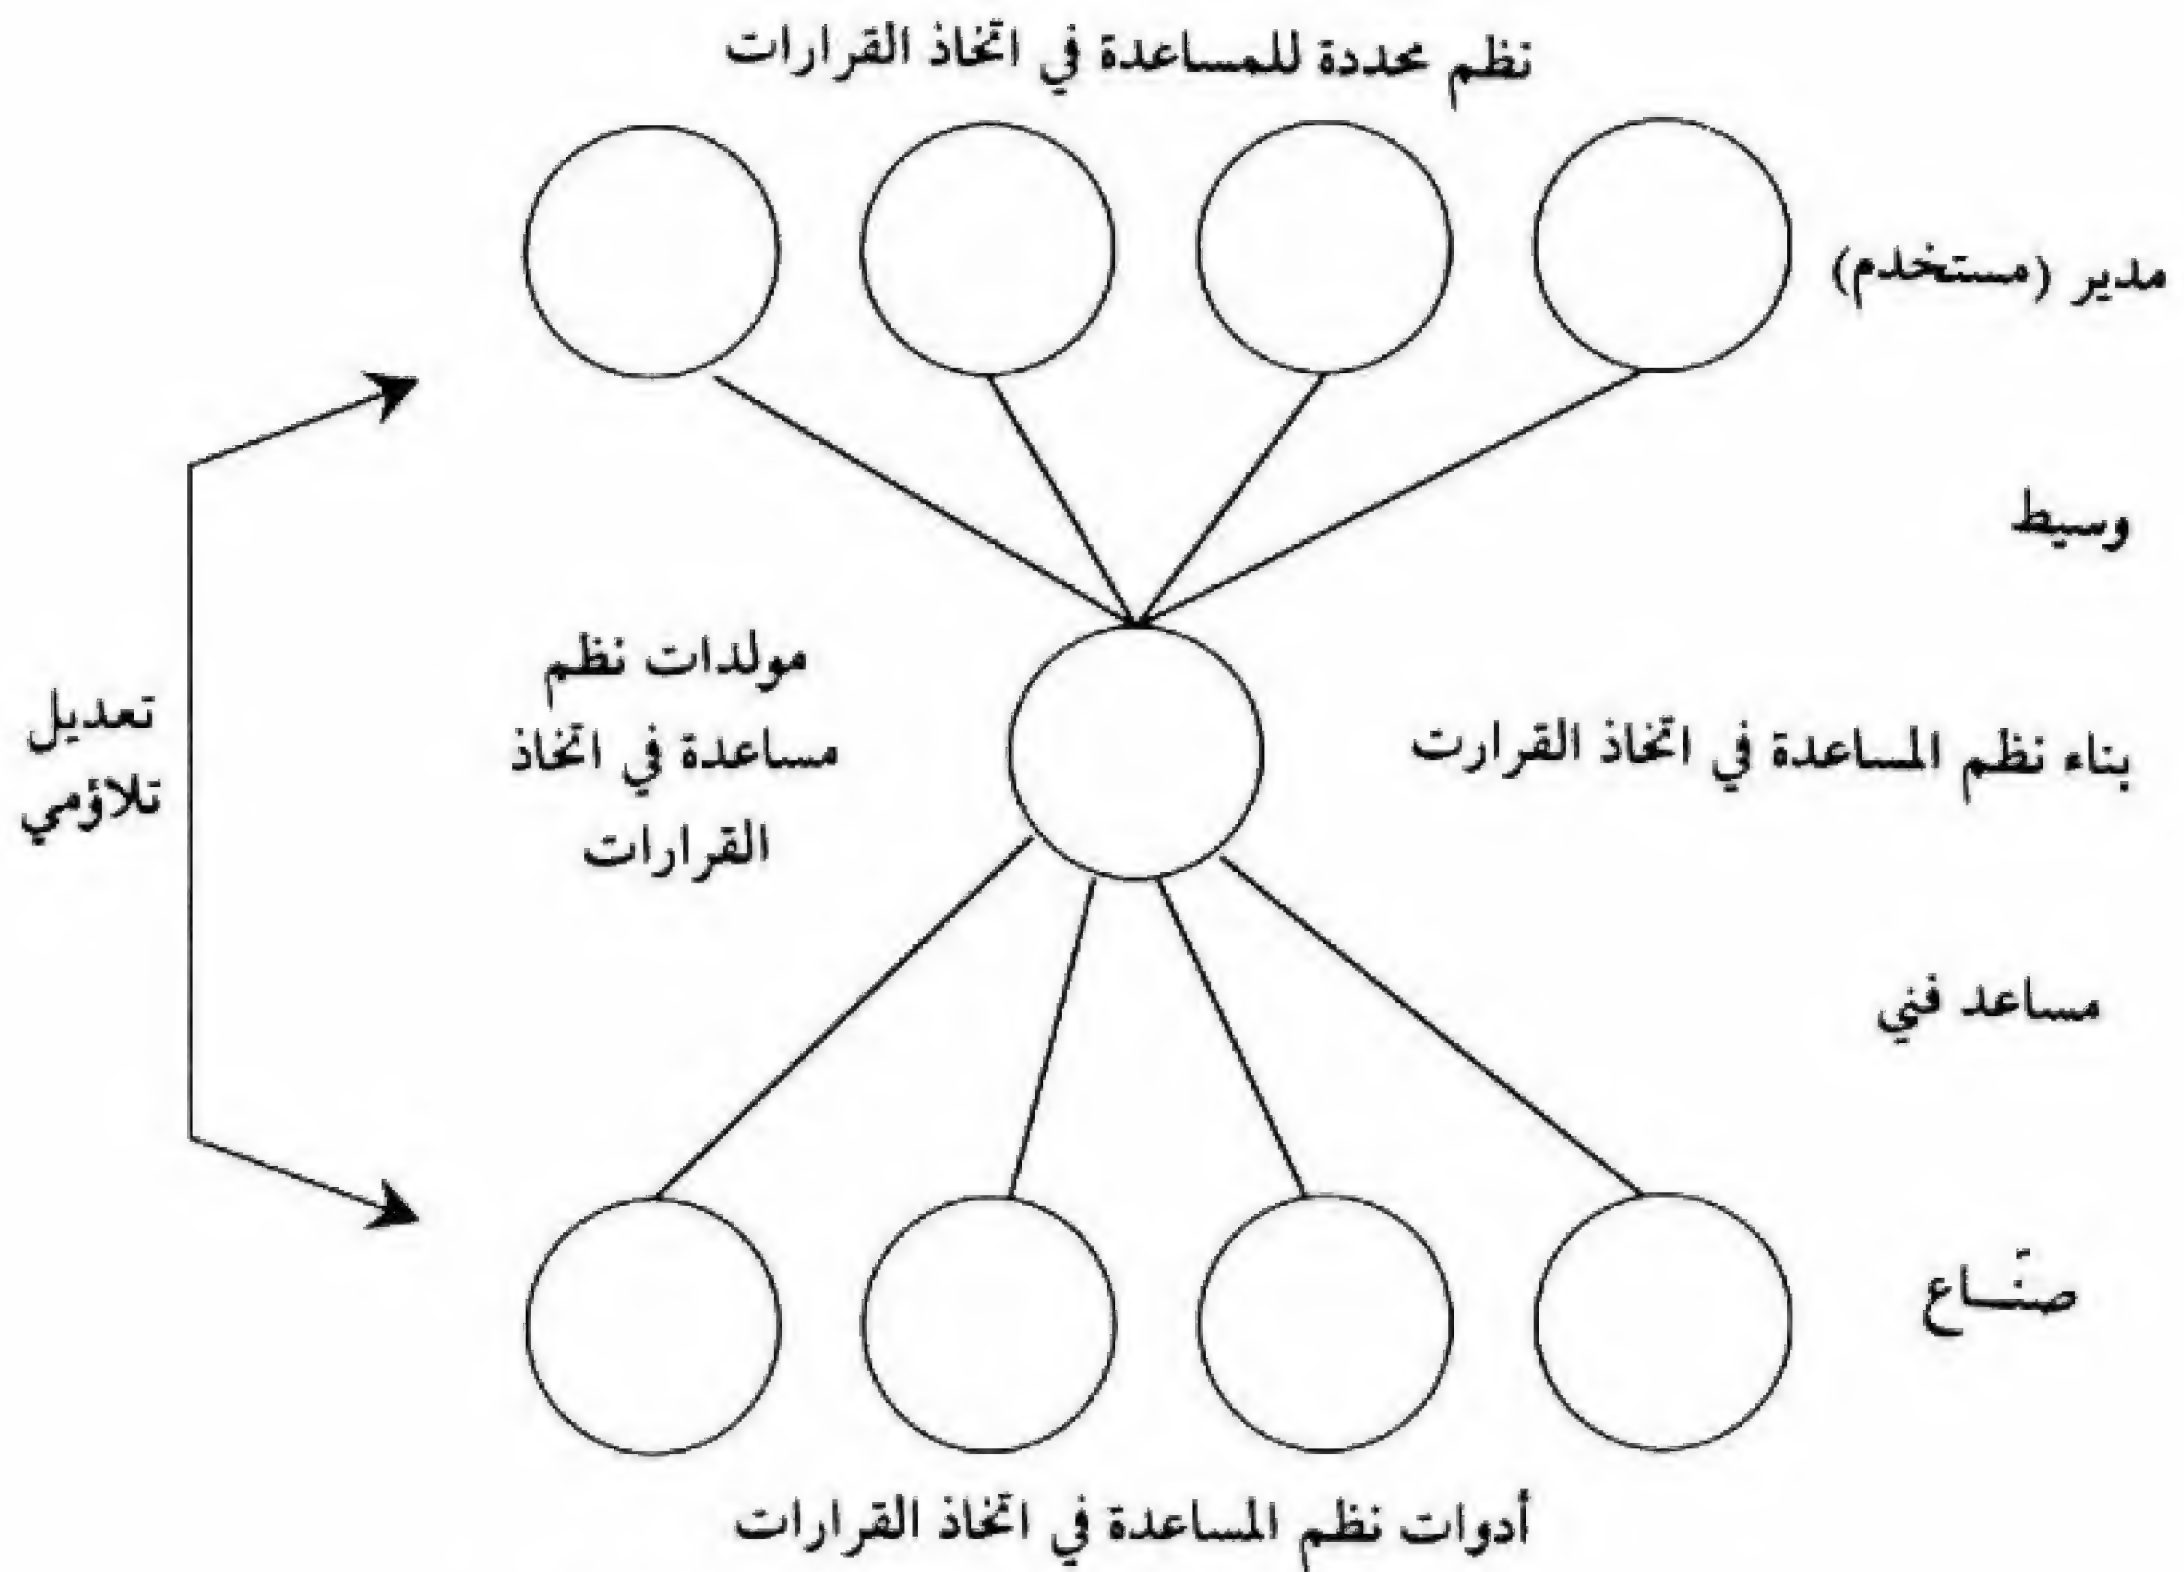 نظم محددة للمساعدة في اتخاذ القرارات
مدير (مستخدم)
وسيط
مولدات نظم
مساعدة في اتخاذ
القرارات
بناء نظم المساعدة في اتخاذ القرارت
تعديل
تلاؤمي
مساعد فني
صنّاع
أدوات نظم المساعدة في اتخاذ القرارات